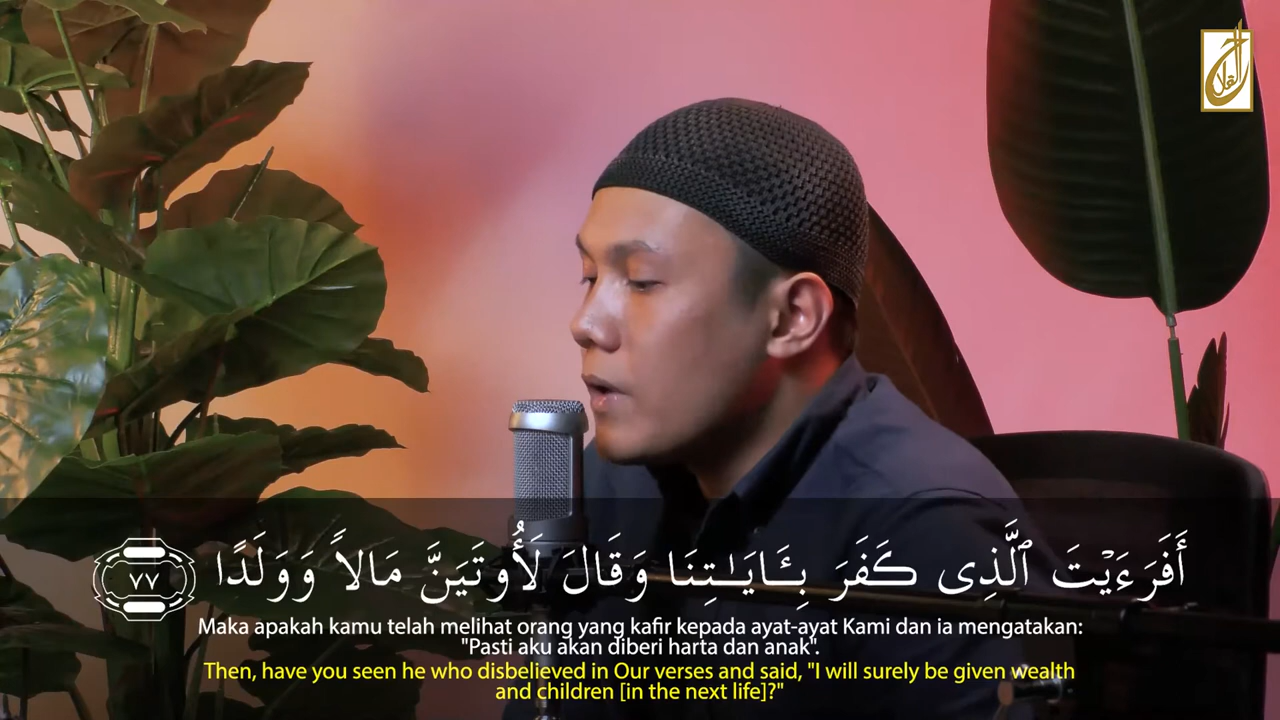 أَفَرَءَيْتَ ٱلَّذِى كَفَرَ بِـَٔايَـٰتِنَا وَقَالَ لَأُوتَيَنَّ مَالاً وَوَلَدًا ٧٧
Maka apakah kamu telah melihat orang yang kafir kepada ayat-ayat Kami dan ia mengatakan:
"Pasti aku akan diberi harta dan anak".
Then, have you seen he who disbelieved in Our verses and said, "I will surely be given wealth
and children [in the next life]?"